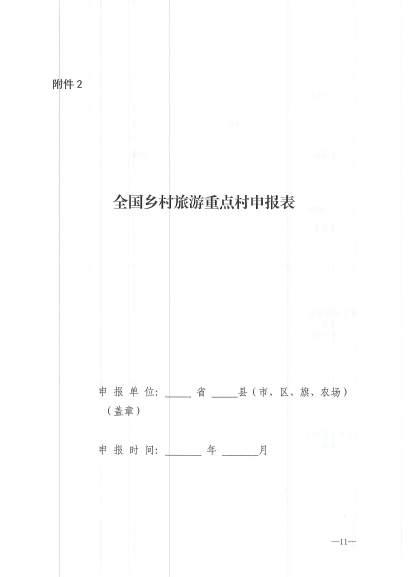 附件 2
全国乡村旅游重点村申报表
申 报 单 位: _____ 省 _____县（市、区、旗、农场）
（盖章）
申 报 时 间: _______ 年 _______月
—11—